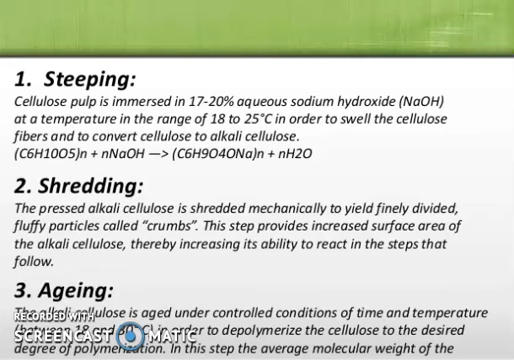 1. Steeping:
Cellulose pulp is immersed in 17-20% aqueous sodium hydroxide (NaOH)
at a temperature in the range of 18 to 25°C in order to swell the cellulose
fibers and to convert cellulose to alkali cellulose.
(C6H10O5)n + nNaOH —> (C6H9O4ONa)n + nH2O
2. Shredding:
The pressed alkali cellulose is shredded mechanically to yield finely divided,
fluffy particles called “crumbs”. This step provides increased surface area of
the alkali cellulose, thereby increasing its ability to react in the steps that
follow.
3. Ageing:
The alkali cellulose is aged under controlled conditions of time and temperature
(between 18 and 30° C) in order to depolymerize the cellulose to the desired
degree of polymerization. In this step the average molecular weight of the
RECORDED WITH
SCREENCAST MATIC